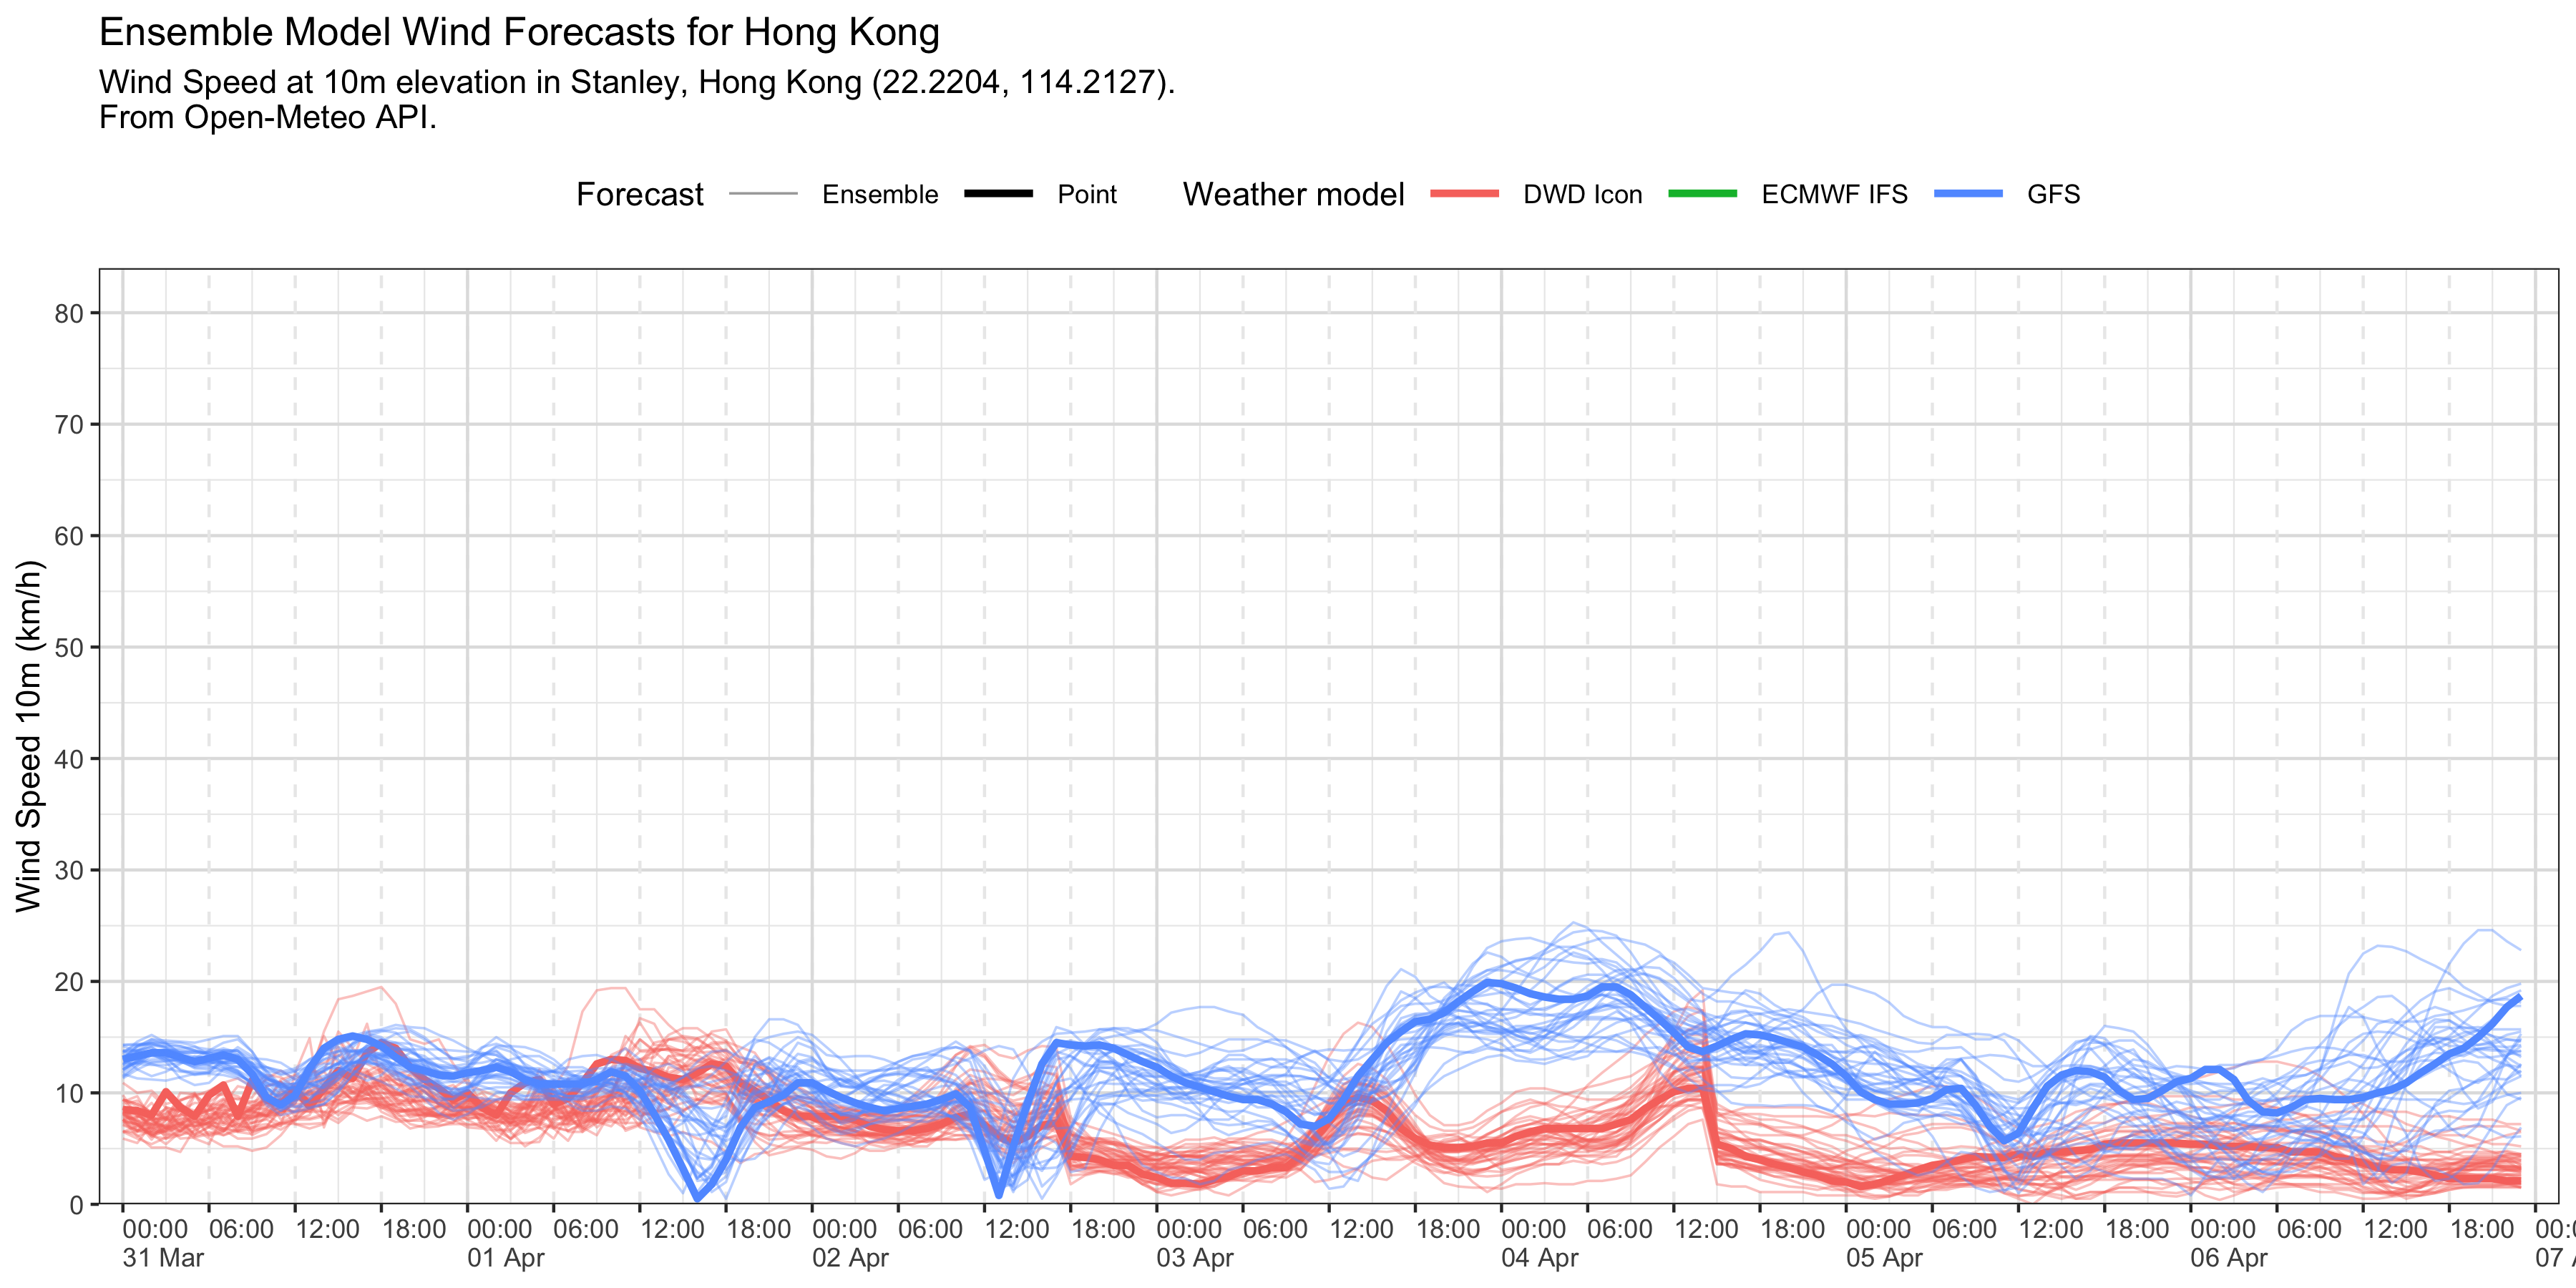 Ensemble Model Wind Forecasts for Hong Kong
Wind Speed at 10m elevation in Stanley, Hong Kong (22.2204, 114.2127).
From Open-Meteo API.
Forecast Ensemble Point Weather model DWD Icon ECMWF IFS GFS
Wind Speed 10m (km/h)
80
70
60
50
40
30
20
10
0
00:00 06:00 12:00 18:00 00:00 06:00 12:00 18:00 00:00 06:00 12:00 18:00 00:00 06:00 12:00 18:00 00:00 06:00 12:00 18:00 00:00 06:00 12:00 18:00 00:00 06:00 12:00 18:00
31 Mar 01 Apr 02 Apr 03 Apr 04 Apr 05 Apr 06 Apr 07